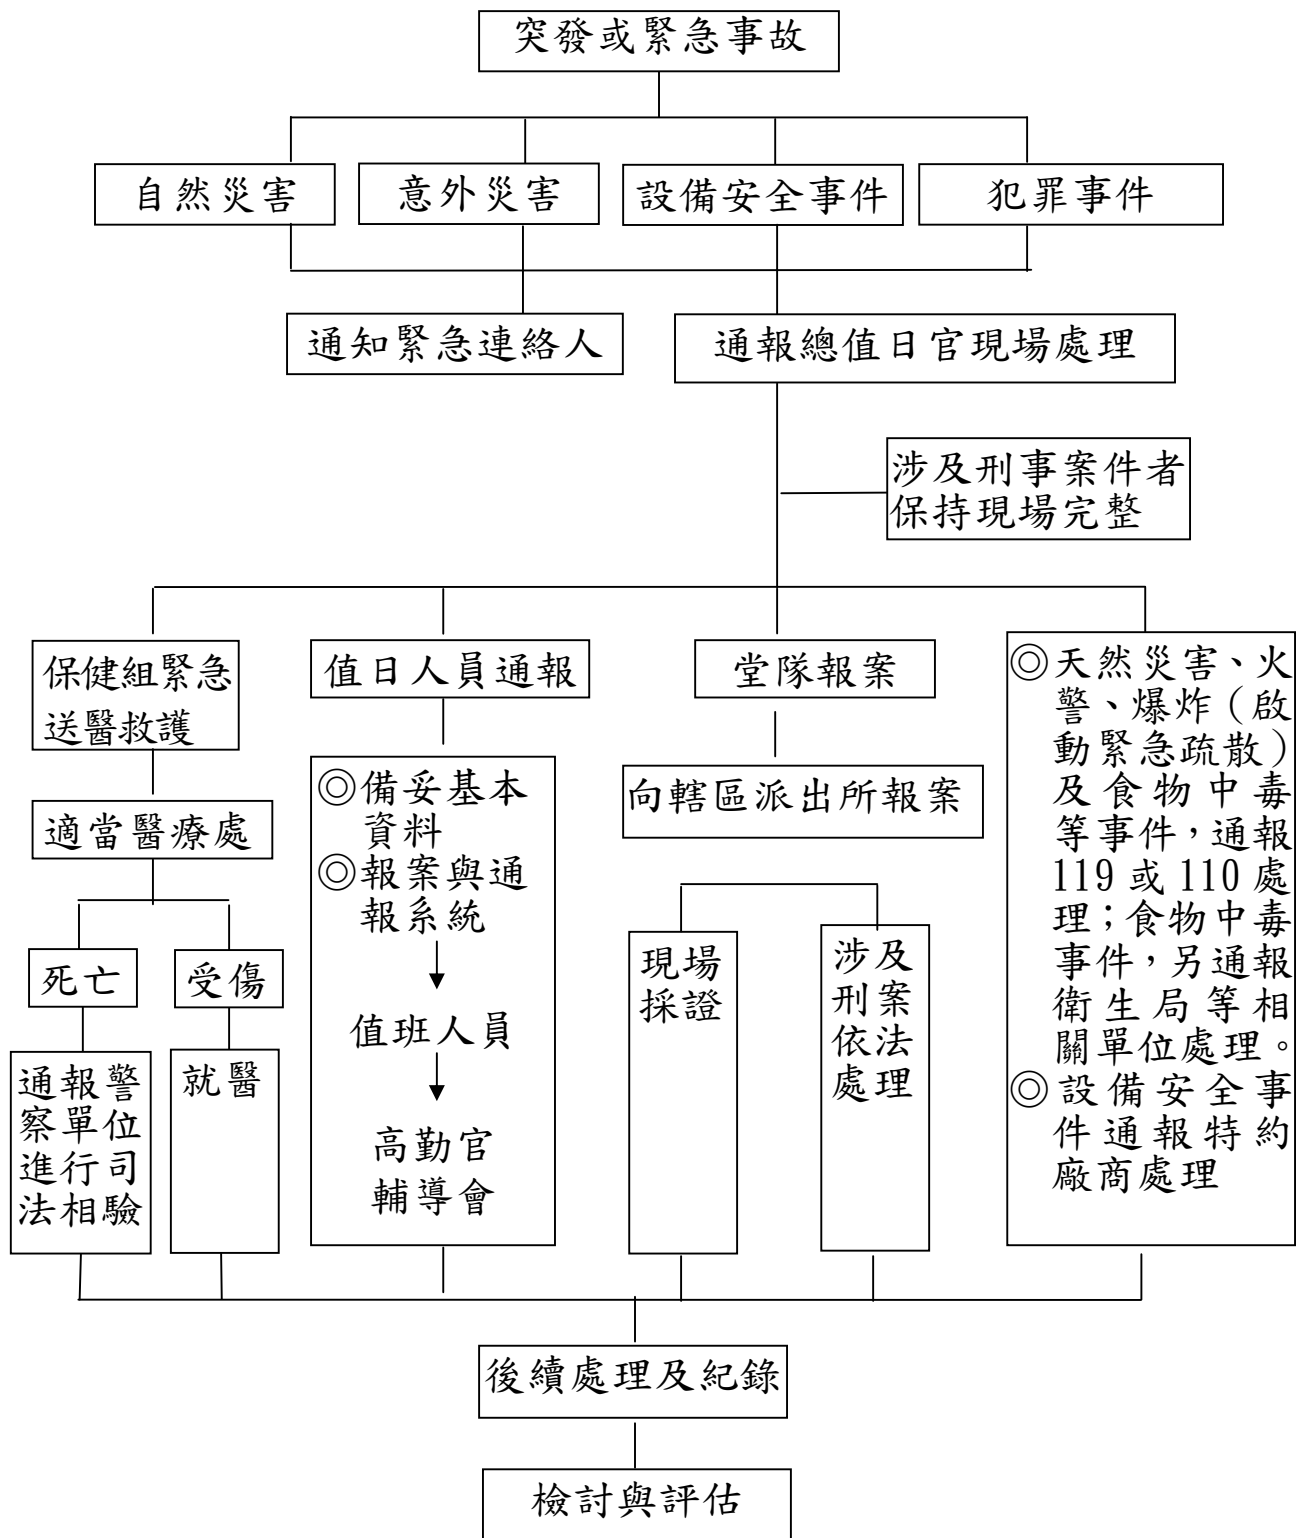 突發或緊急事故
自然災害
意外災害
設備安全事件
犯罪事件
通知緊急連絡人
通報總值日官現場處理
涉及刑事案件者
保持現場完整
保健組緊急
送醫救護
適當醫療處
死亡
受傷
通報警
察單位
進行司
法相驗
就醫
值日人員通報
◎備妥基本
資料
◎報案與通
報系統
值班人員
高勤官
輔導會
堂隊報案
向轄區派出所報案
現場
採證
涉及
刑案
依法
處理
◎天然災害、火
警、爆炸（啟
動緊急疏散）
及食物中毒
等事件，通報
119 或 110 處
理；食物中毒
事件，另通報
衛生局等相
關單位處理。
◎設備安全事
件通報特約
廠商處理
後續處理及紀錄
檢討與評估